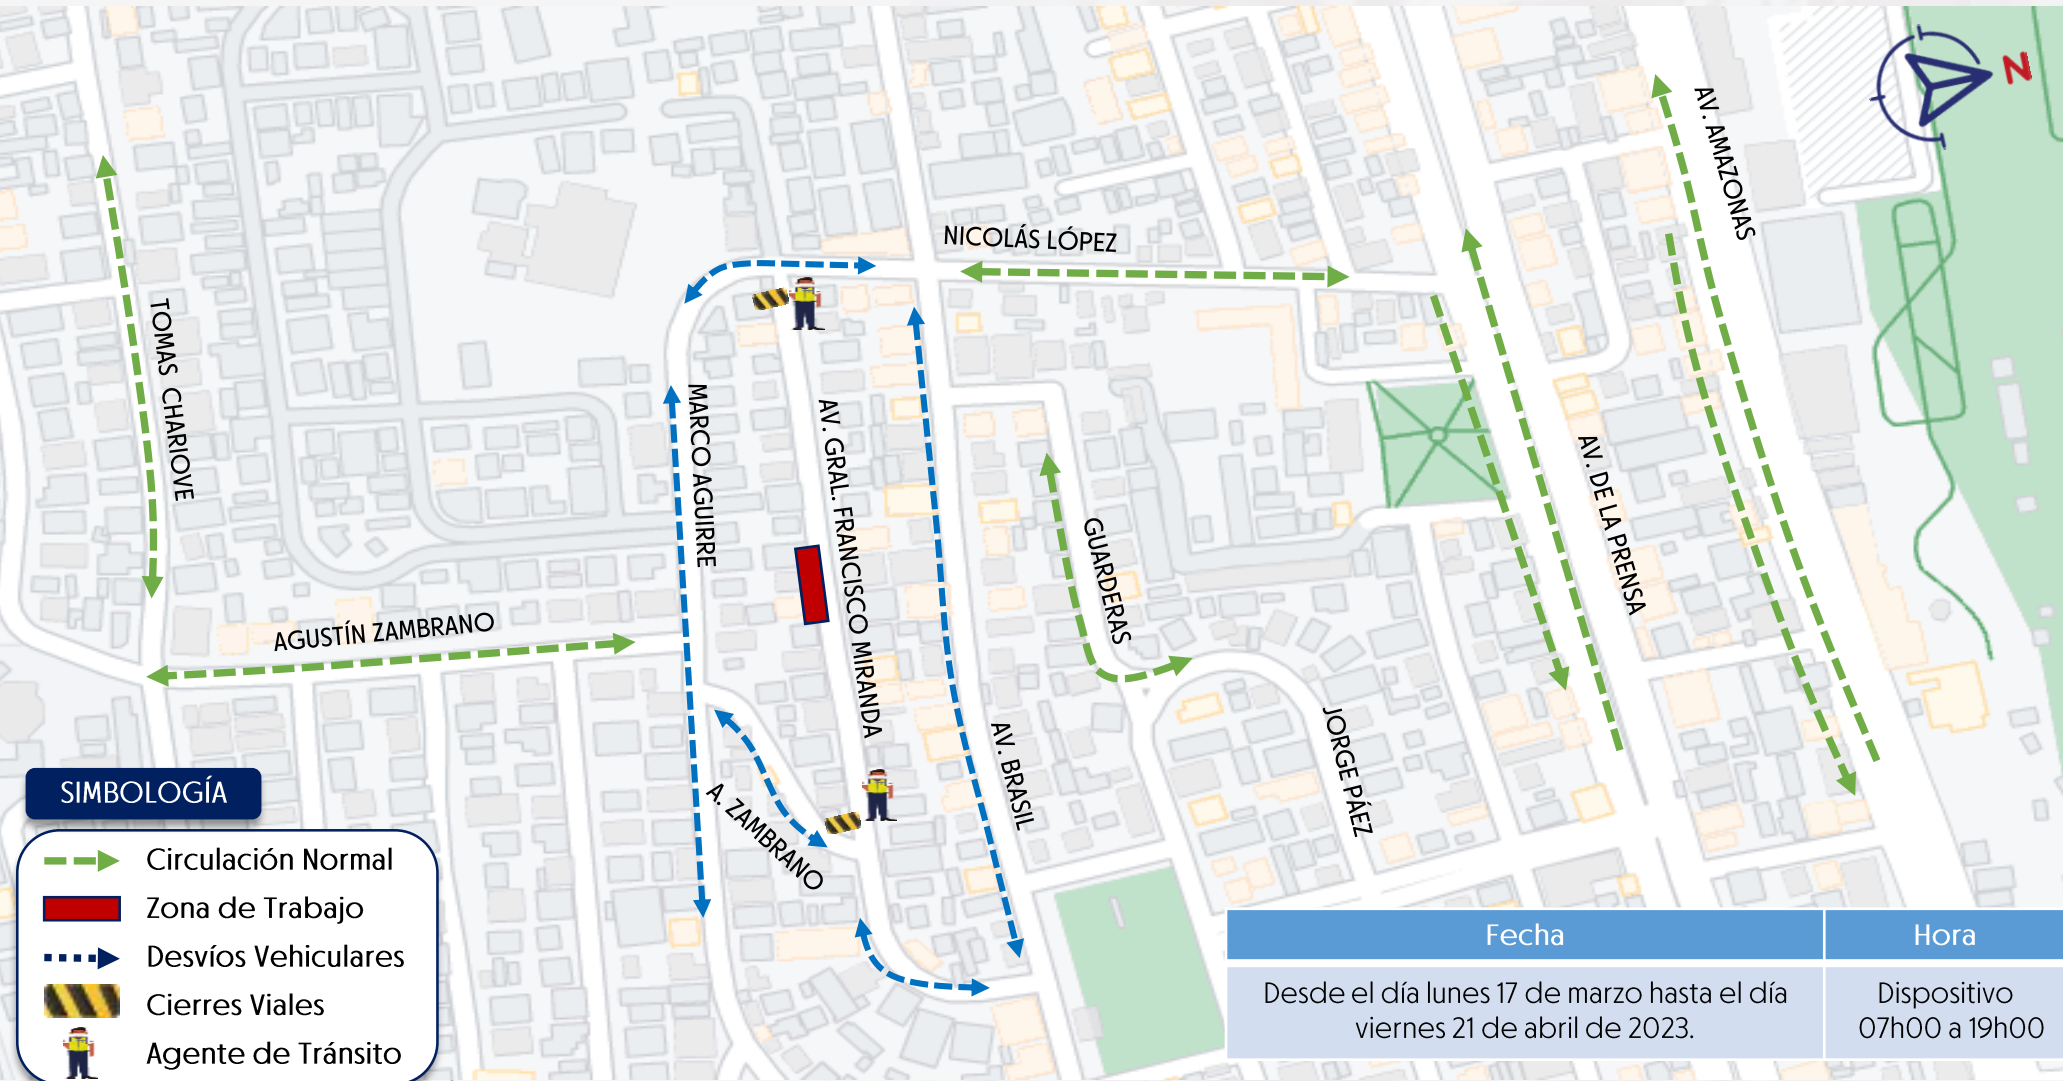 N
AV. AMAZONAS
NICOLÁS LÓPEZ
TOMAS CHARIOVE
MARCO AGUIRRE
AV. GRAL. FRANCISCO MIRANDA
GUARDERAS
AV. DE LA PRENSA
AGUSTÍN ZAMBRANO
A. ZAMBRANO
AV. BRASIL
JORGE PÁEZ
SIMBOLOGÍA
Circulación Normal
Zona de Trabajo
Desvíos Vehiculares
Cierres Viales
Agente de Tránsito
Fecha
Hora
Desde el día lunes 17 de marzo hasta el día
viernes 21 de abril de 2023.
Dispositivo
07h00 a 19h00